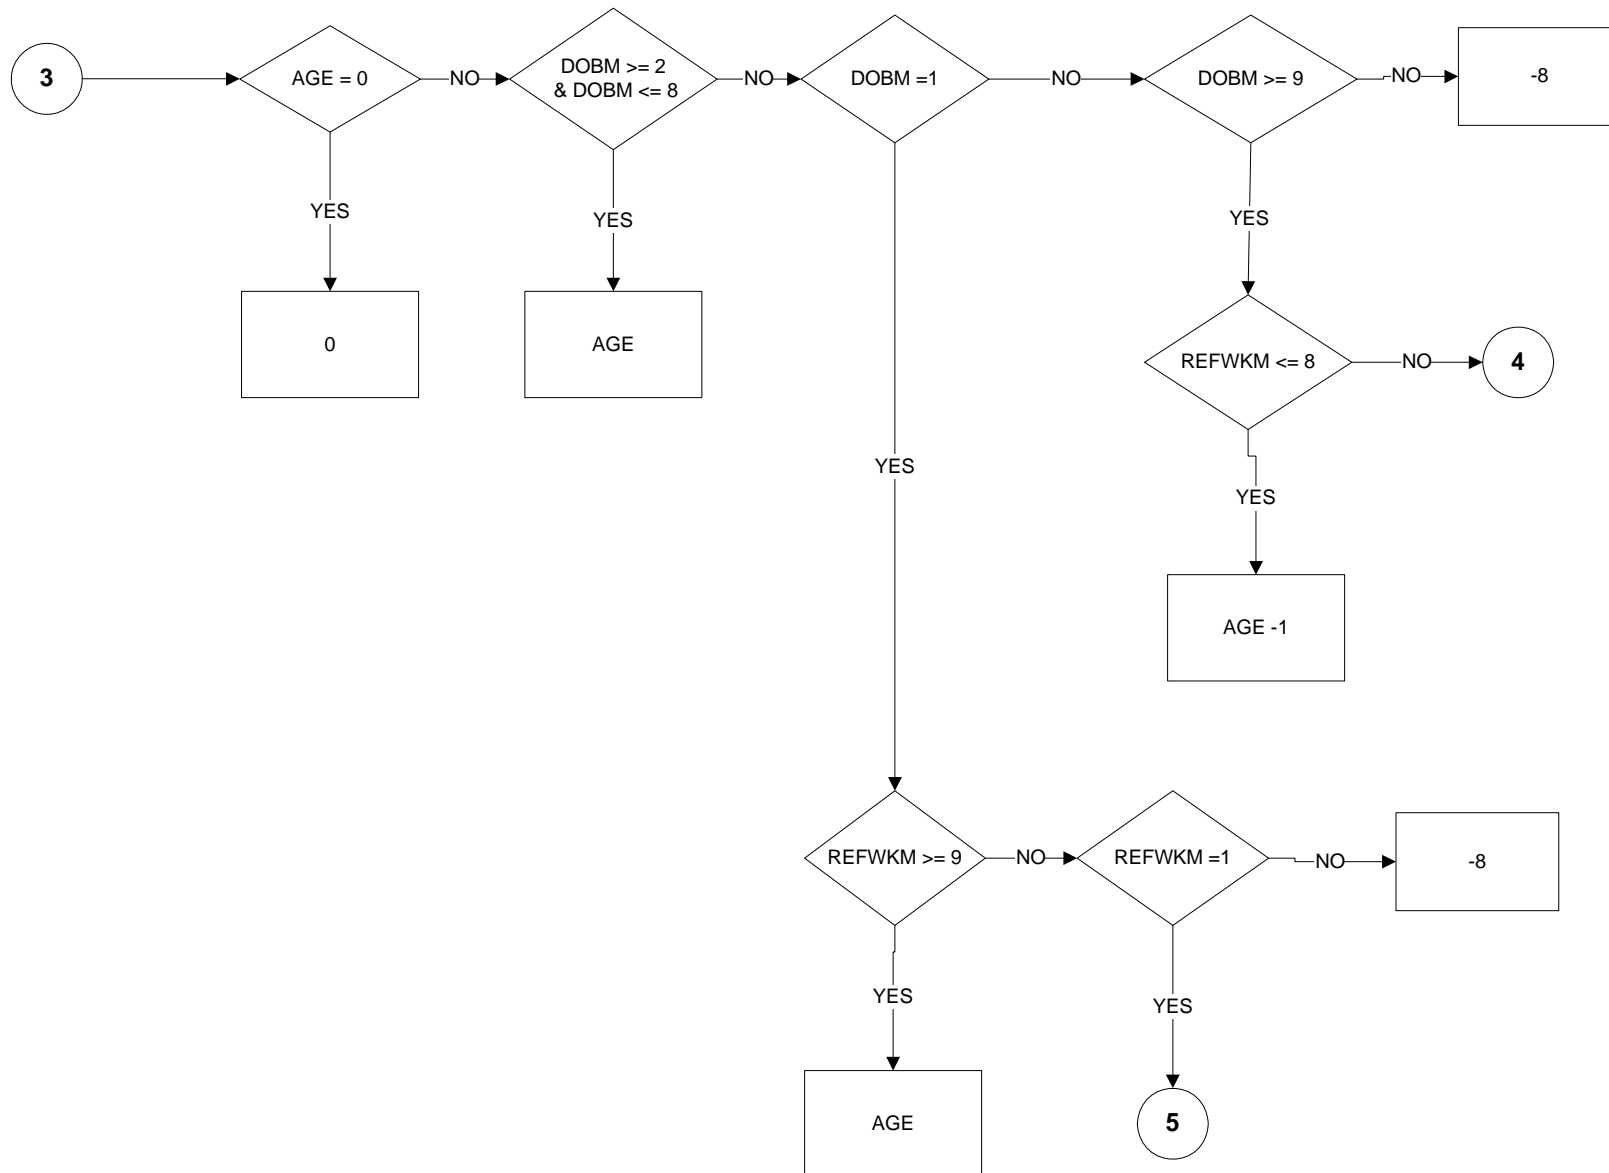 3
AGE = 0
NO
DOBM >= 2
& DOBM <= 8
NO
DOBM =1
NO
DOBM >= 9
NO
-8
YES
YES
YES
0
AGE
REFWKM <= 8
NO
4
YES
YES
AGE -1
REFWKM >= 9
NO
REFWKM =1
NO
-8
YES
YES
AGE
5